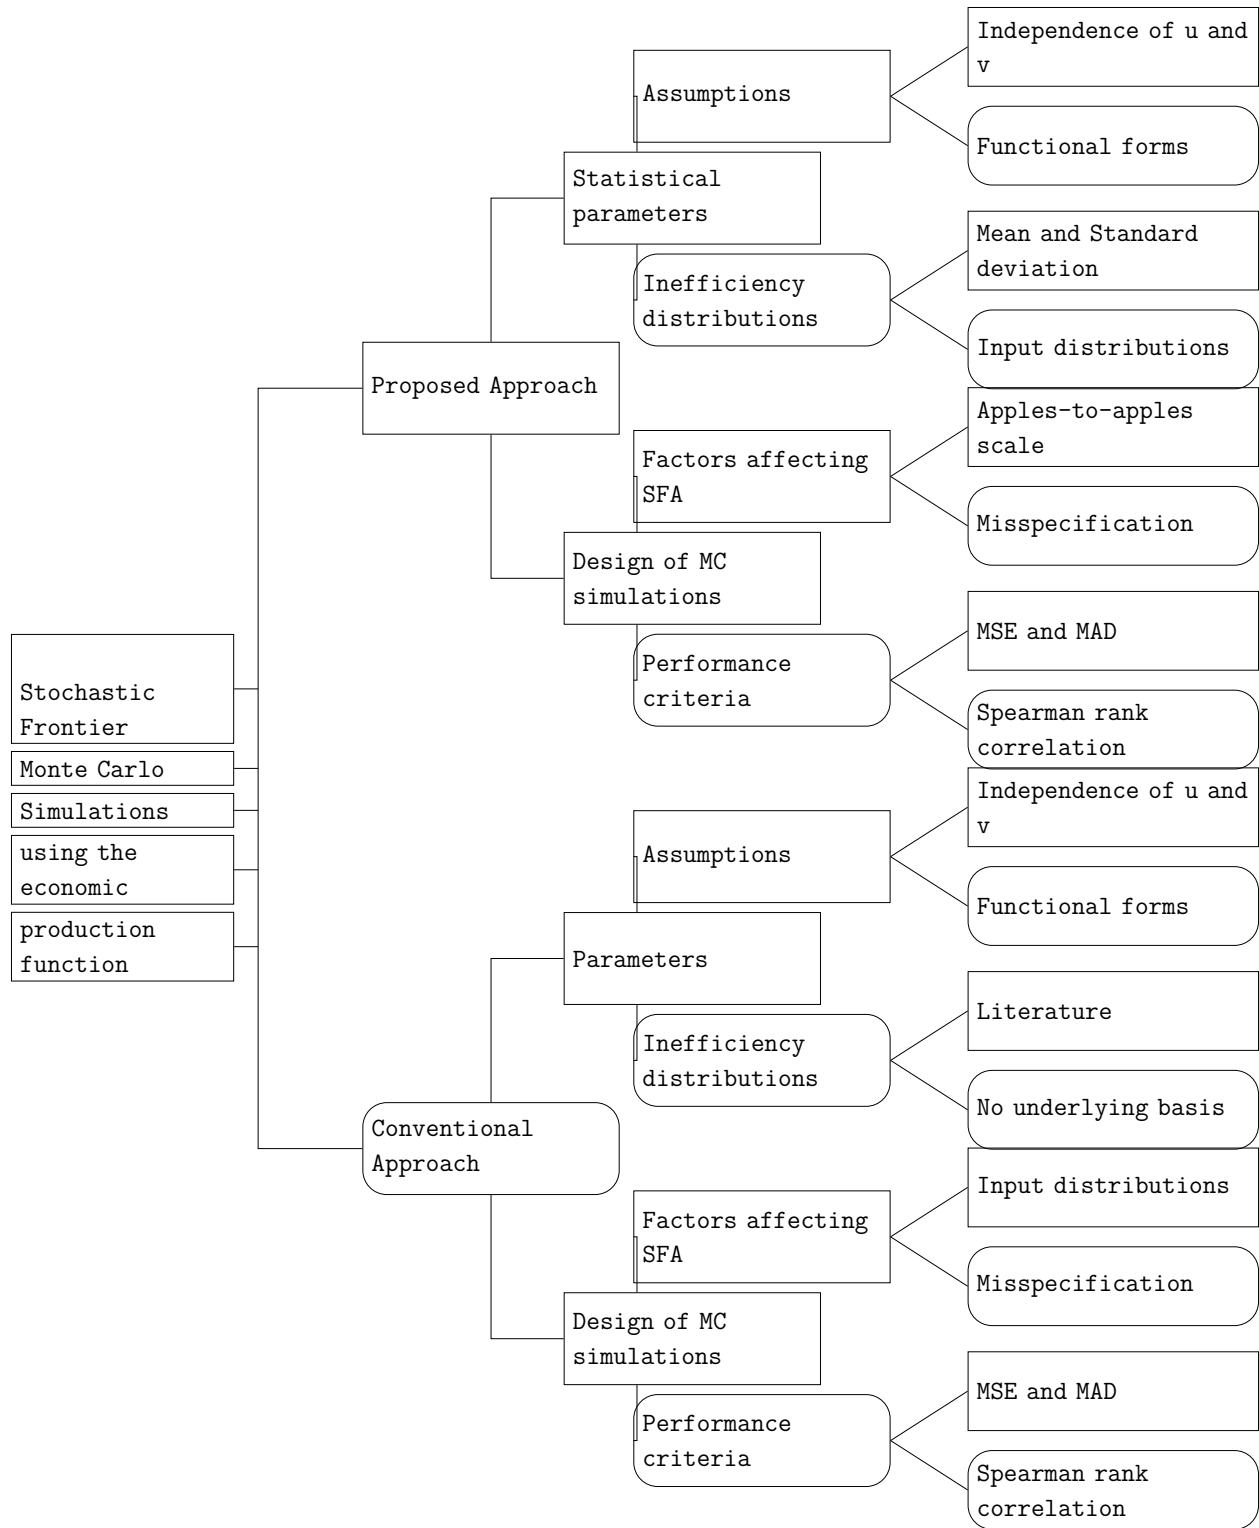 Stochastic
Frontier
Monte Carlo
Simulations
using the
economic
production
function
Proposed Approach
Statistical
parameters
Assumptions
Independence of u and
v
Functional forms
Inefficiency
distributions
Mean and Standard
deviation
Input distributions
Design of MC
simulations
Factors affecting
SFA
Apples-to-apples
scale
Misspecification
Performance
criteria
MSE and MAD
Spearman rank
correlation
Conventional
Approach
Parameters
Assumptions
Independence of u and
v
Functional forms
Inefficiency
distributions
Literature
No underlying basis
Design of MC
simulations
Factors affecting
SFA
Input distributions
Misspecification
Performance
criteria
MSE and MAD
Spearman rank
correlation